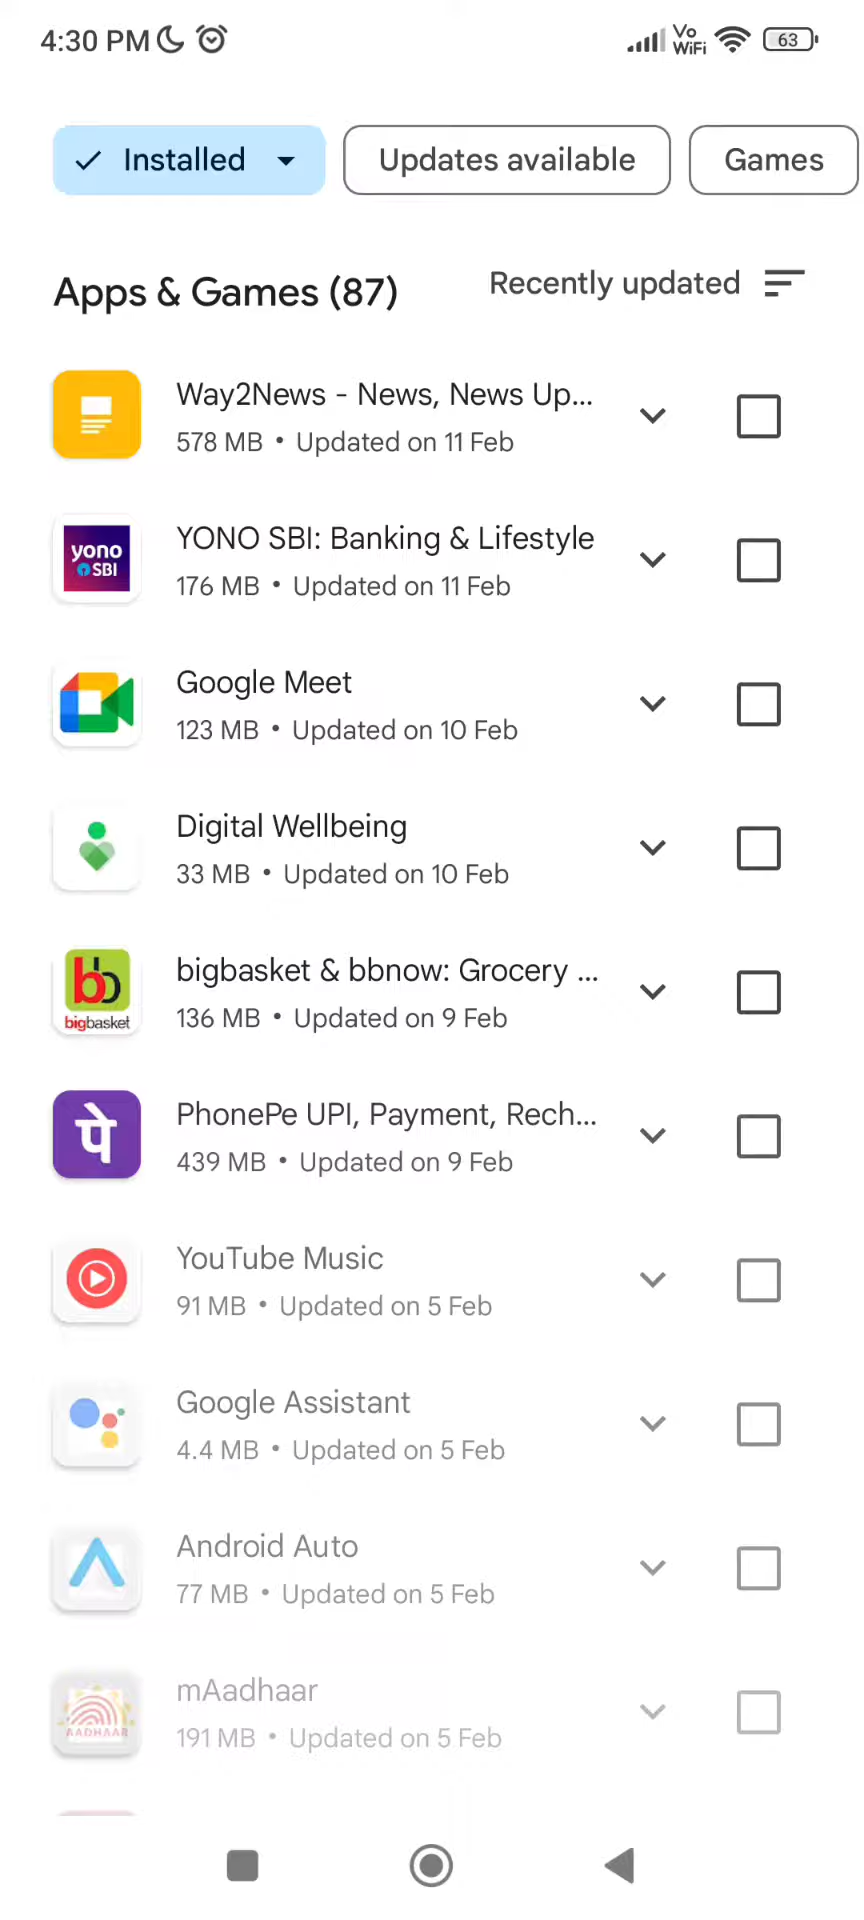 4:30 PM
Vo
WiFi
63
Installed
Updates available
Games
Apps & Games (87)
Recently updated
Way2News - News, News Up...
578 MB • Updated on 11 Feb
yono
SBI
YONO SBI: Banking & Lifestyle
176 MB • Updated on 11 Feb
Google Meet
123 MB • Updated on 10 Feb
Digital Wellbeing
33 MB • Updated on 10 Feb
bb
bigbasket
bigbasket & bbnow: Grocery ...
136 MB • Updated on 9 Feb
पे
PhonePe UPI, Payment, Rech...
439 MB • Updated on 9 Feb
YouTube Music
91 MB • Updated on 5 Feb
Google Assistant
4.4 MB • Updated on 5 Feb
Android Auto
77 MB • Updated on 5 Feb
AADHAAR
mAadhaar
191 MB • Updated on 5 Feb